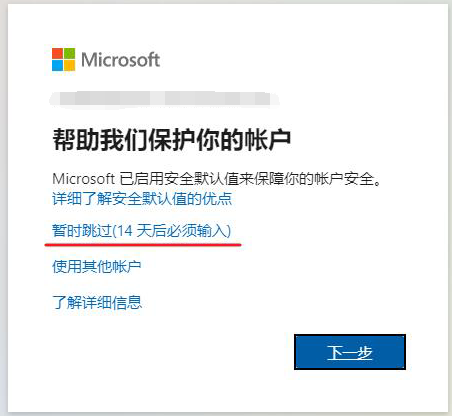 Microsoft
帮助我们保护你的帐户
Microsoft 已启用安全默认值来保障你的帐户安全。
详细了解安全默认值的优点
暂时跳过(14 天后必须输入)
使用其他帐户
了解详细信息
下一步